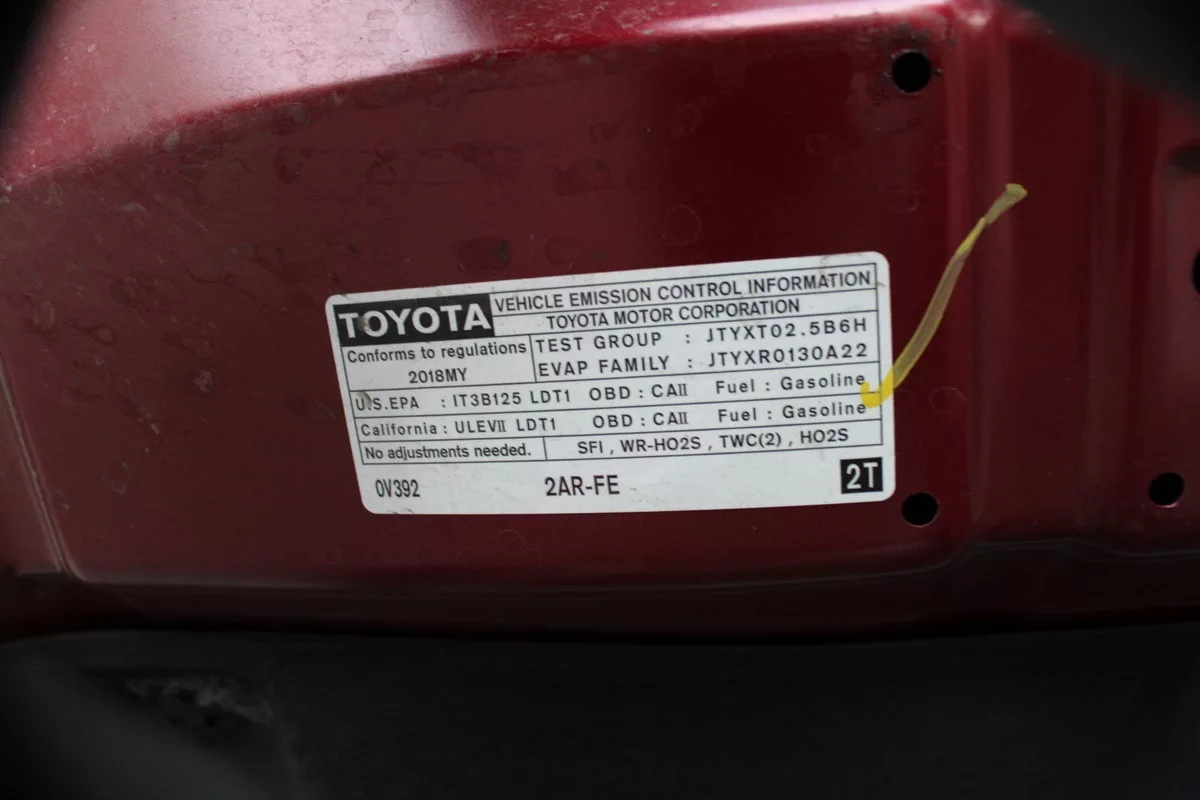 TOYOTA VEHICLE EMISSION CONTROL INFORMATION
TOYOTA MOTOR CORPORATION
Conforms to regulations
2018MY
TEST GROUP : JTYXT02.5B6H
EVAP FAMILY : JTYXR0130A22
U.S.EPA : IT3B125 LDT1 OBD : CAⅡ Fuel : Gasoline
California : ULEVⅡ LDT1 OBD : CAⅡ Fuel : Gasoline
No adjustments needed. SFI , WR-HO2S , TWC(2) , HO2S
0V392 2AR-FE 2T